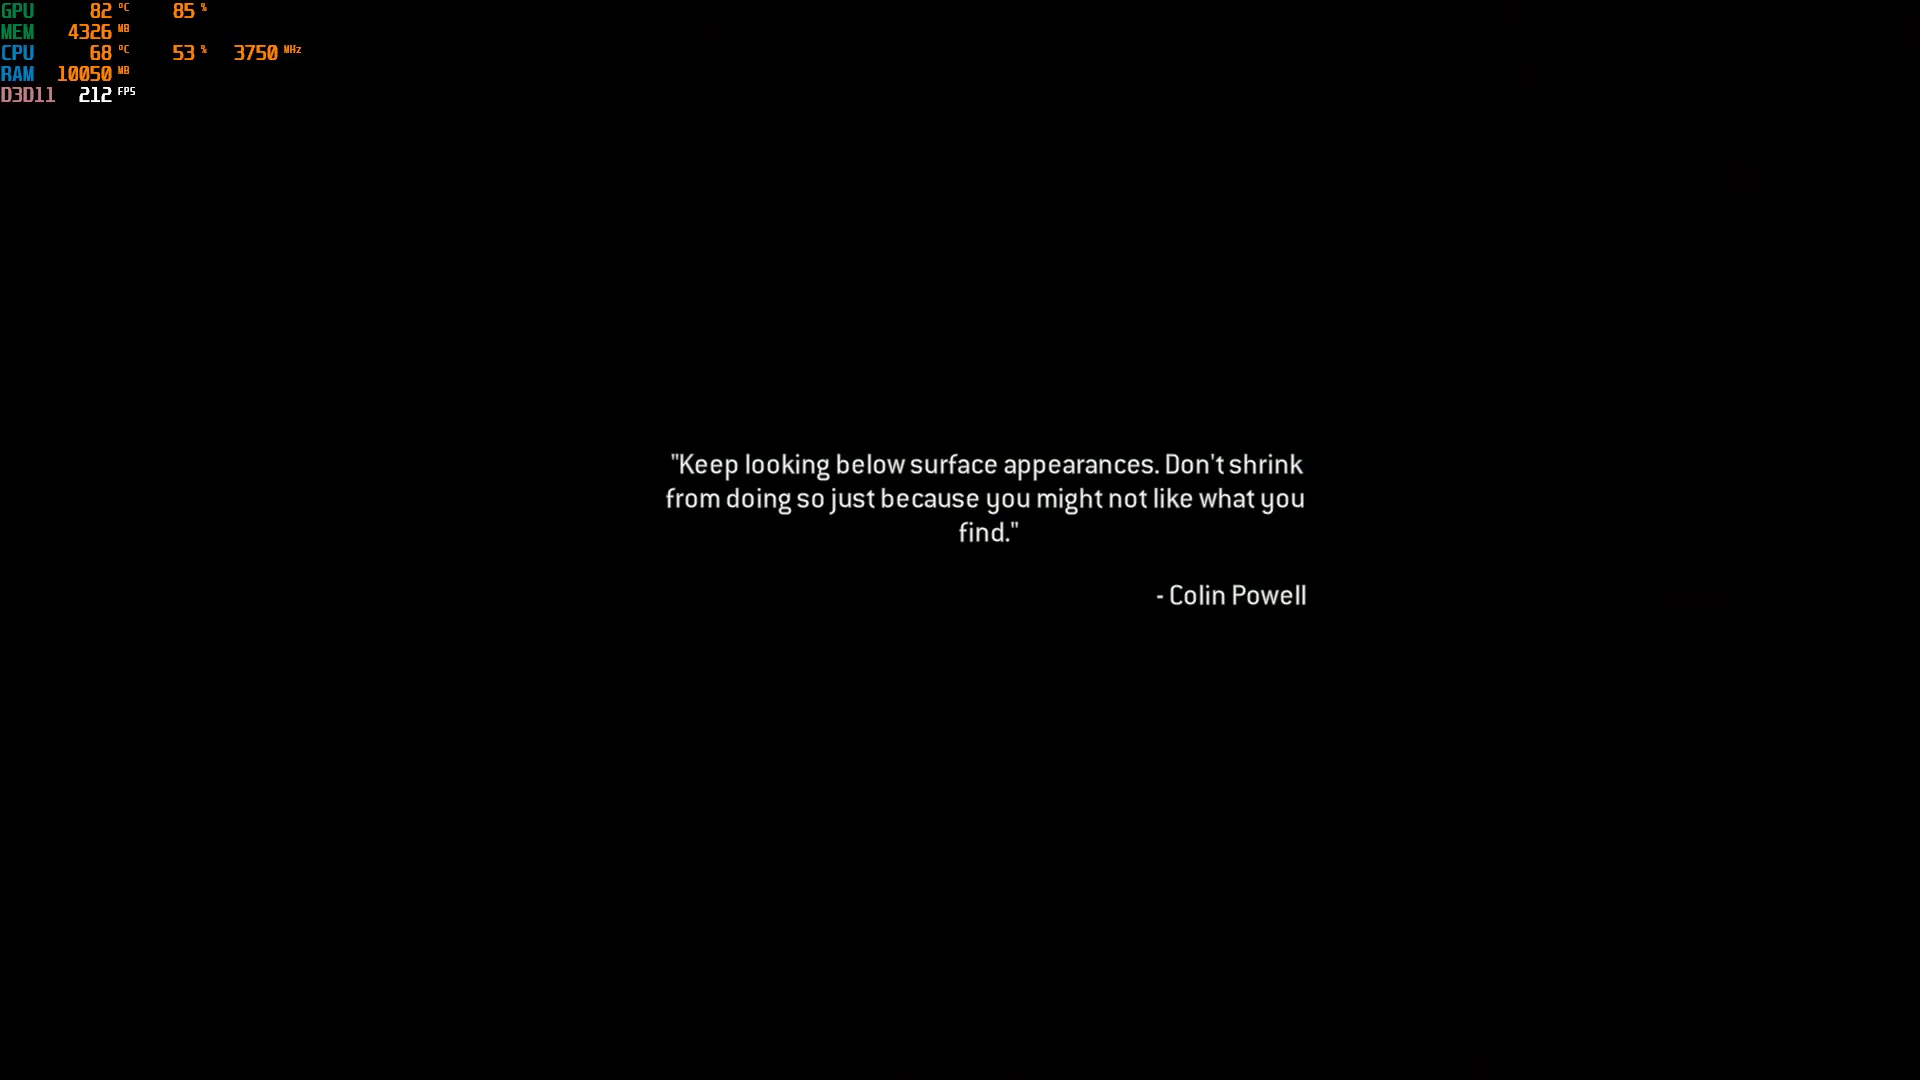 GPU 82 °C 85 %
MEM 4326 MB
CPU 68 °C 53 % 3750 MHz
RAM 10050 MB
D3D11 212 FPS
"Keep looking below surface appearances. Don't shrink
from doing so just because you might not like what you
find."
- Colin Powell